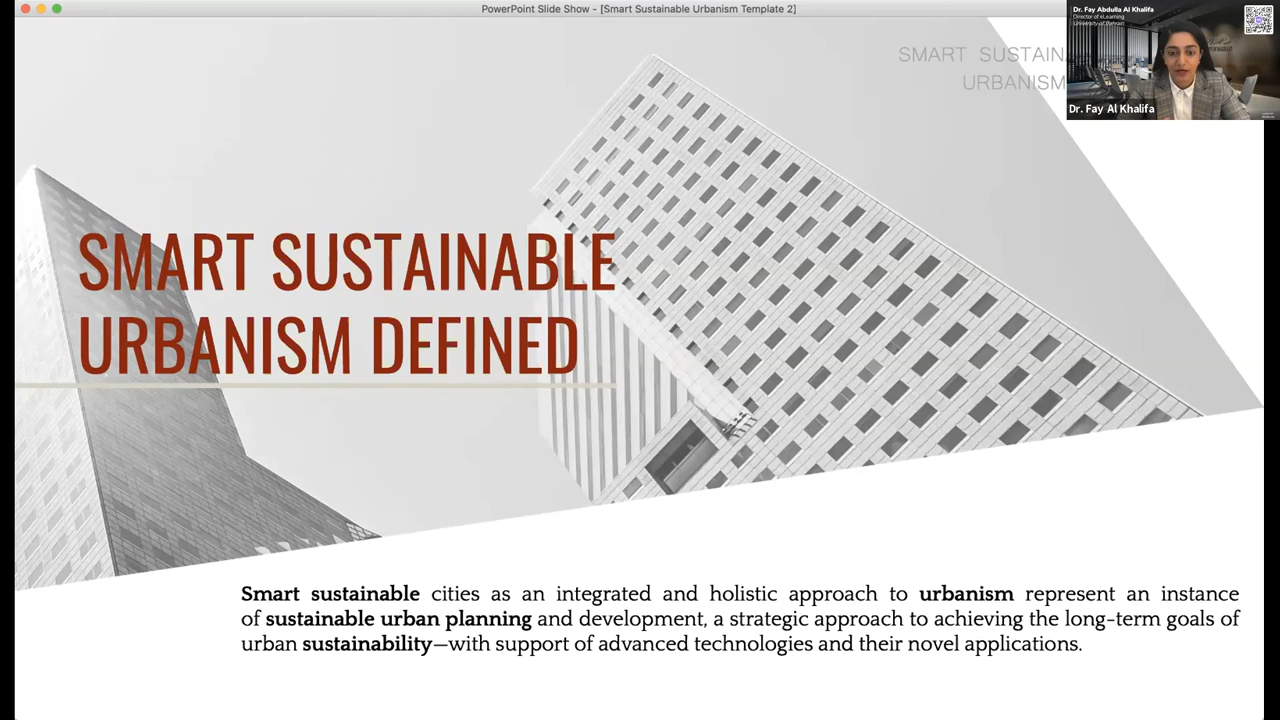 PowerPoint Slide Show - [Smart Sustainable Urbanism Template 2]
Dr. Fay Abdulla Al Khalifa
Director of eLearning
University of Bahrain
Dr. Fay Al Khalifa
SMART SUSTAIN
URBANISM
SMART SUSTAINABLE
URBANISM DEFINED
Smart sustainable cities as an integrated and holistic approach to urbanism represent an instance
of sustainable urban planning and development, a strategic approach to achieving the long-term goals of
urban sustainability—with support of advanced technologies and their novel applications.